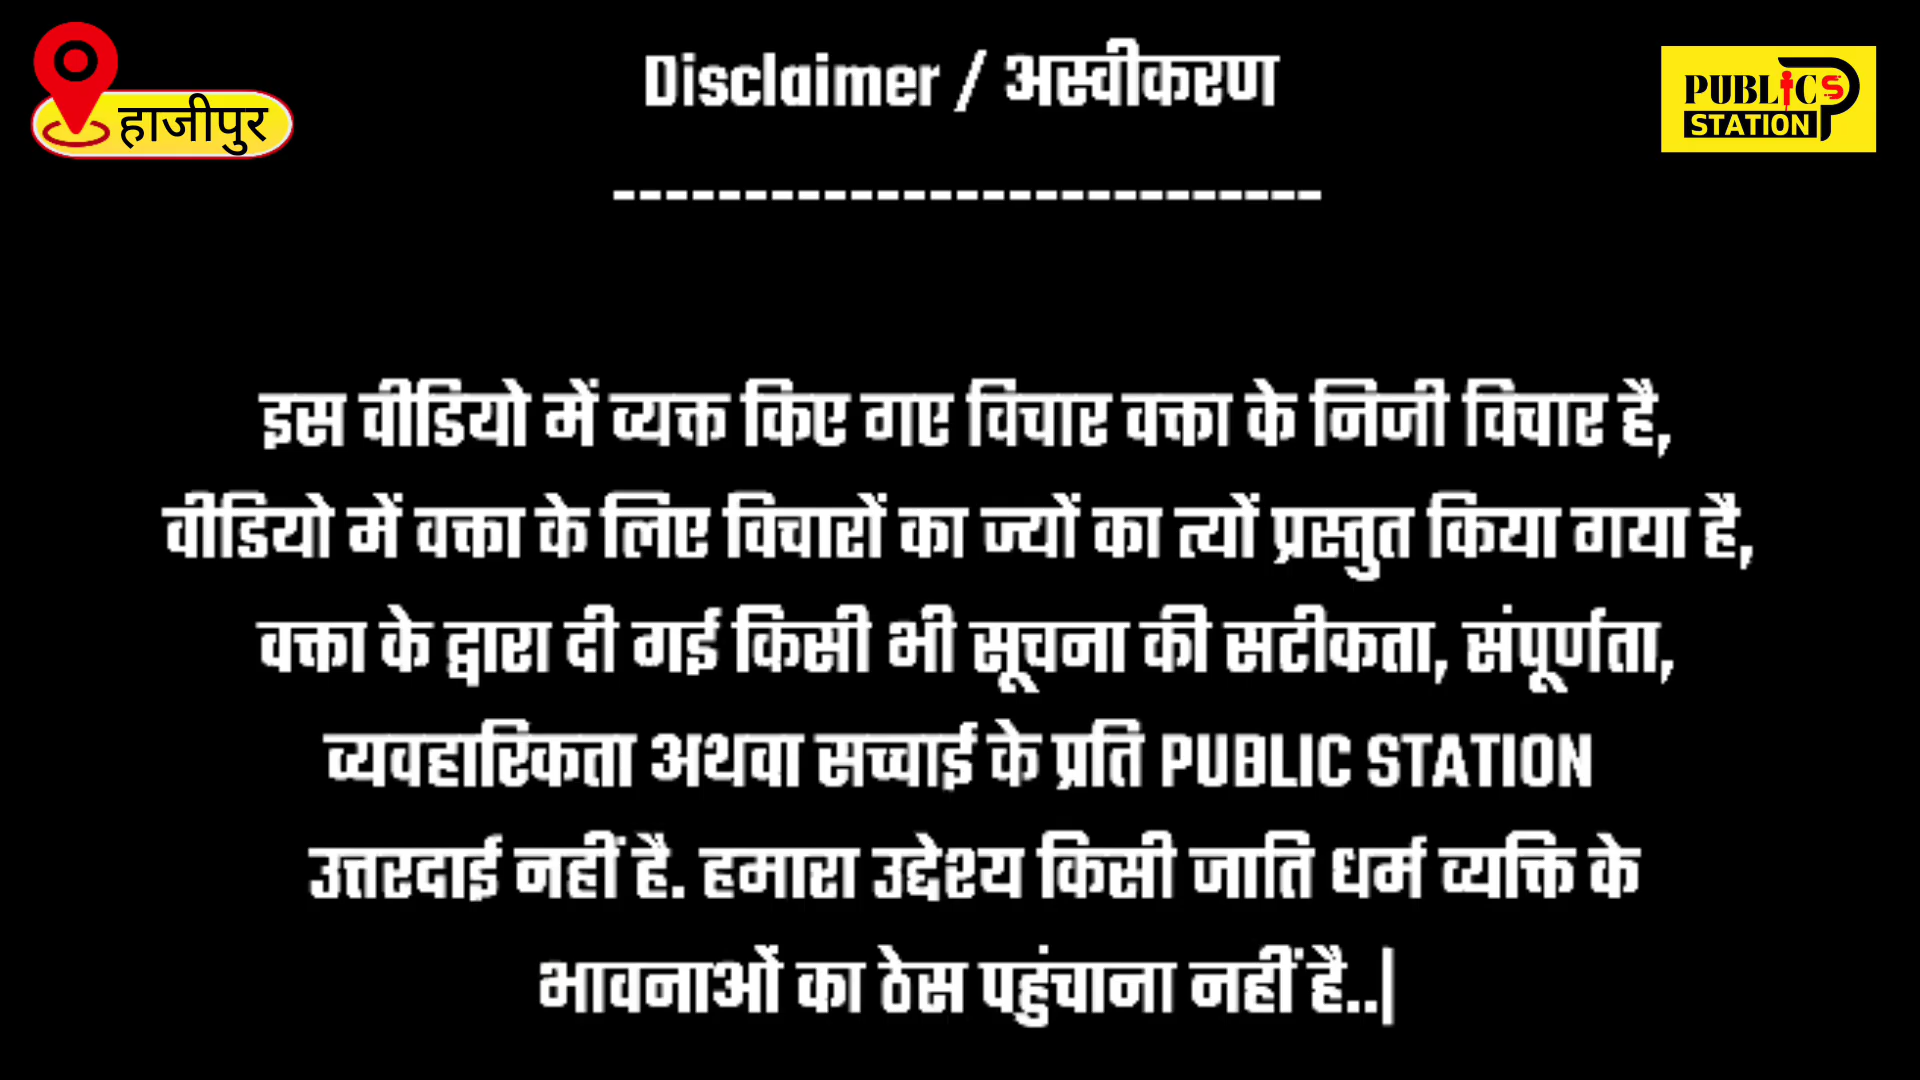 हाजीपुर
Disclaimer / अस्वीकरण
PUBLIC S
STATION
---------------------------
इस वीडियो में व्यक्त किए गए विचार वक्ता के निजी विचार है,
वीडियो में वक्ता के लिए विचारों का ज्यों का त्यों प्रस्तुत किया गया है,
वक्ता के द्वारा दी गई किसी भी सूचना की सटीकता, संपूर्णता,
व्यवहारिकता अथवा सच्चाई के प्रति PUBLIC STATION
उत्तरदाई नहीं है. हमारा उद्देश्य किसी जाति धर्म व्यक्ति के
भावनाओं का ठेस पहुंचाना नहीं है..|